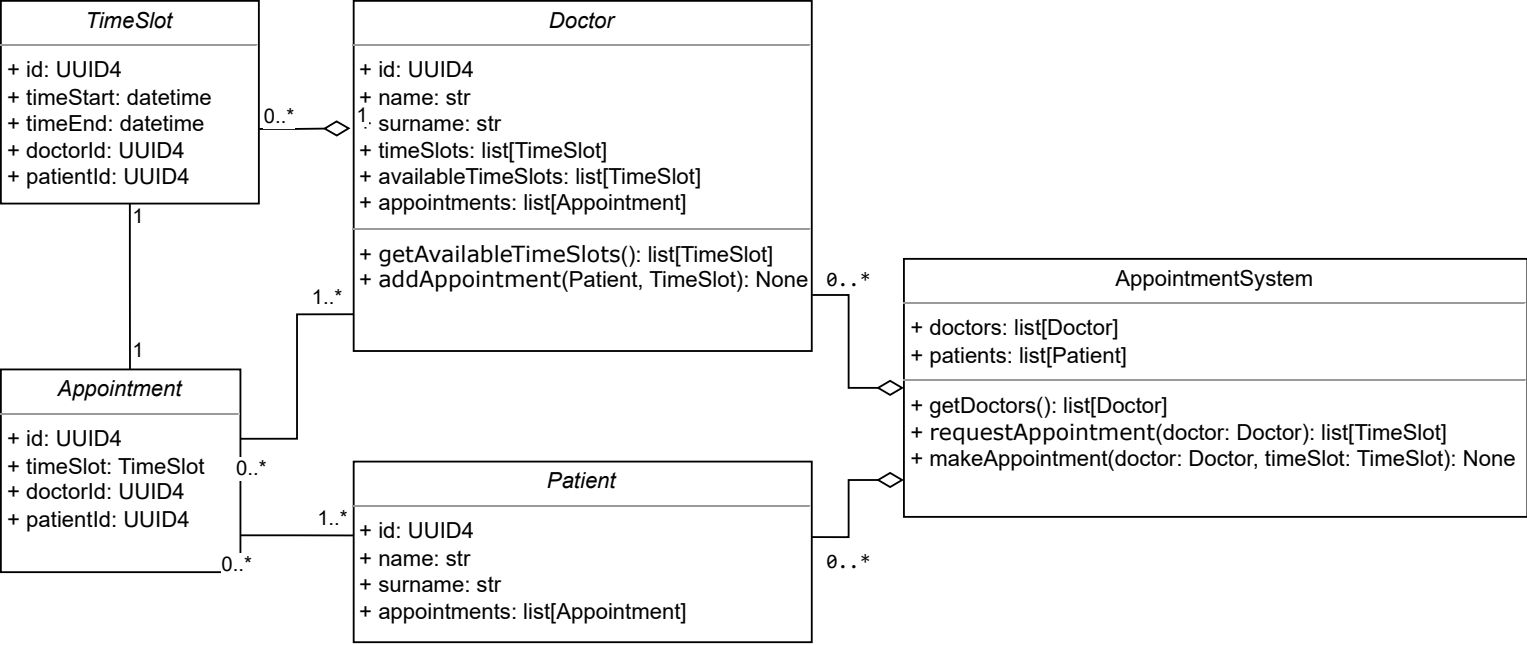 TimeSlot
+ id: UUID4
+ timeStart: datetime
+ timeEnd: datetime
+ doctorId: UUID4
+ patientId: UUID4
0..*
1
Doctor
+ id: UUID4
+ name: str
+ surname: str
+ timeSlots: list[TimeSlot]
+ availableTimeSlots: list[TimeSlot]
+ appointments: list[Appointment]
+ getAvailableTimeSlots(): list[TimeSlot]
+ addAppointment(Patient, TimeSlot): None
1
1
1..*
0..*
AppointmentSystem
+ doctors: list[Doctor]
+ patients: list[Patient]
+ getDoctors(): list[Doctor]
+ requestAppointment(doctor: Doctor): list[TimeSlot]
+ makeAppointment(doctor: Doctor, timeSlot: TimeSlot): None
Appointment
+ id: UUID4
+ timeSlot: TimeSlot
+ doctorId: UUID4
+ patientId: UUID4
0..*
1..*
0..*
Patient
+ id: UUID4
+ name: str
+ surname: str
+ appointments: list[Appointment]
0..*